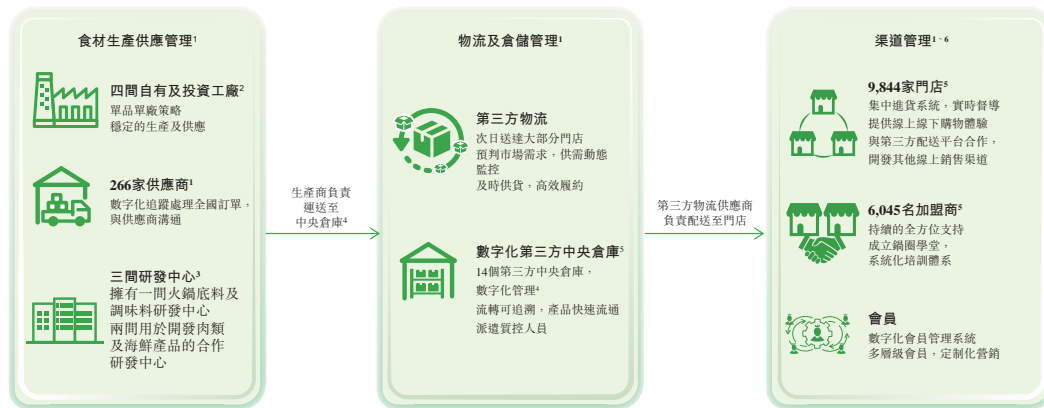 食材生產供應管理¹
四間自有及投資工廠²
單品單廠策略
穩定的生產及供應
266家供應商¹
數字化追蹤處理全國訂單，
與供應商溝通
三間研發中心³
擁有一間火鍋底料及
調味料研發中心
兩間用於開發肉類
及海鮮產品的合作
研發中心
生產商負責
運送至
中央倉庫⁴
物流及倉儲管理¹
第三方物流
次日送達大部分門店
預判市場需求，供需動態
監控
及時供貨，高效履約
數字化第三方中央倉庫⁵
14個第三方中央倉庫，
數字化管理⁴
流轉可追溯，產品快速流通
派遣質控人員
第三方物流供應商
負責配送至門店
渠道管理¹、⁶
9,844家門店⁵
集中進貨系統，實時督導
提供線上線下購物體驗
與第三方配送平台合作，
開發其他線上銷售渠道
6,045名加盟商⁵
持續的全方位支持
成立鍋圈學堂，
系統化培訓體系
會員
數字化會員管理系統
多層級會員，定制化營銷